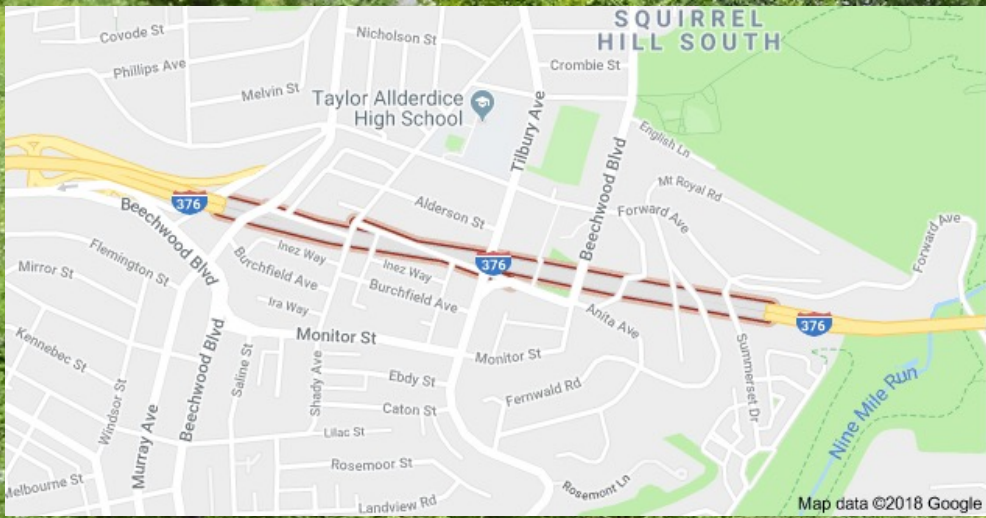 SQUIRREL
HILL SOUTH
Covode St
Nicholson St
Phillips Ave
Crombie St
Melvin St
Taylor Allderdice
High School
Tilbury Ave
English Ln
Beechwood Blvd
Mt Royal Rd
376
Beechwood Blvd
Alderson St
Forward Ave
Forward Ave
Flemington St
Inez Way
Burchfield Ave
Inez Way
376
Mirror St
Burchfield Ave
Ira Way
Anita Ave
376
Monitor St
Kennebec St
Monitor St
Beechwood Blvd
Saline St
Shady Ave
Ebdy St
Summerset Dr
Nine Mile Run
Fernwald Rd
Windsor St
Murray Ave
Caton St
Lilac St
Rosemoor St
Melbourne St
Rosemont Ln
Landview Rd
Map data ©2018 Google